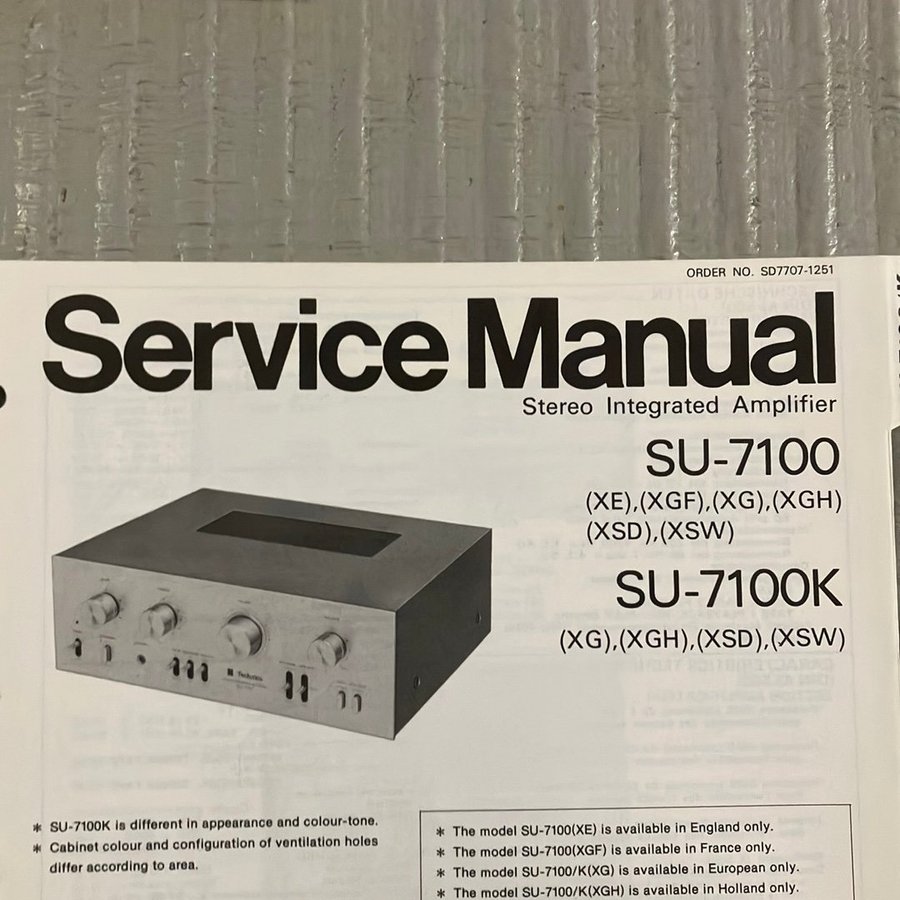 ORDER NO. SD7707-1251
Service Manual
Stereo Integrated Amplifier
SU-7100
(XE),(XGF),(XG),(XGH)
(XSD),(XSW)
SU-7100K
(XG),(XGH),(XSD),(XSW)
Technics
* SU-7100K is different in appearance and colour-tone.
* Cabinet colour and configuration of ventilation holes
differ according to area.
* The model SU-7100(XE) is available in England only.
* The model SU-7100(XGF) is available in France only.
* The model SU-7100/K(XG) is available in European only.
* The model SU-7100/K(XGH) is available in Holland only.